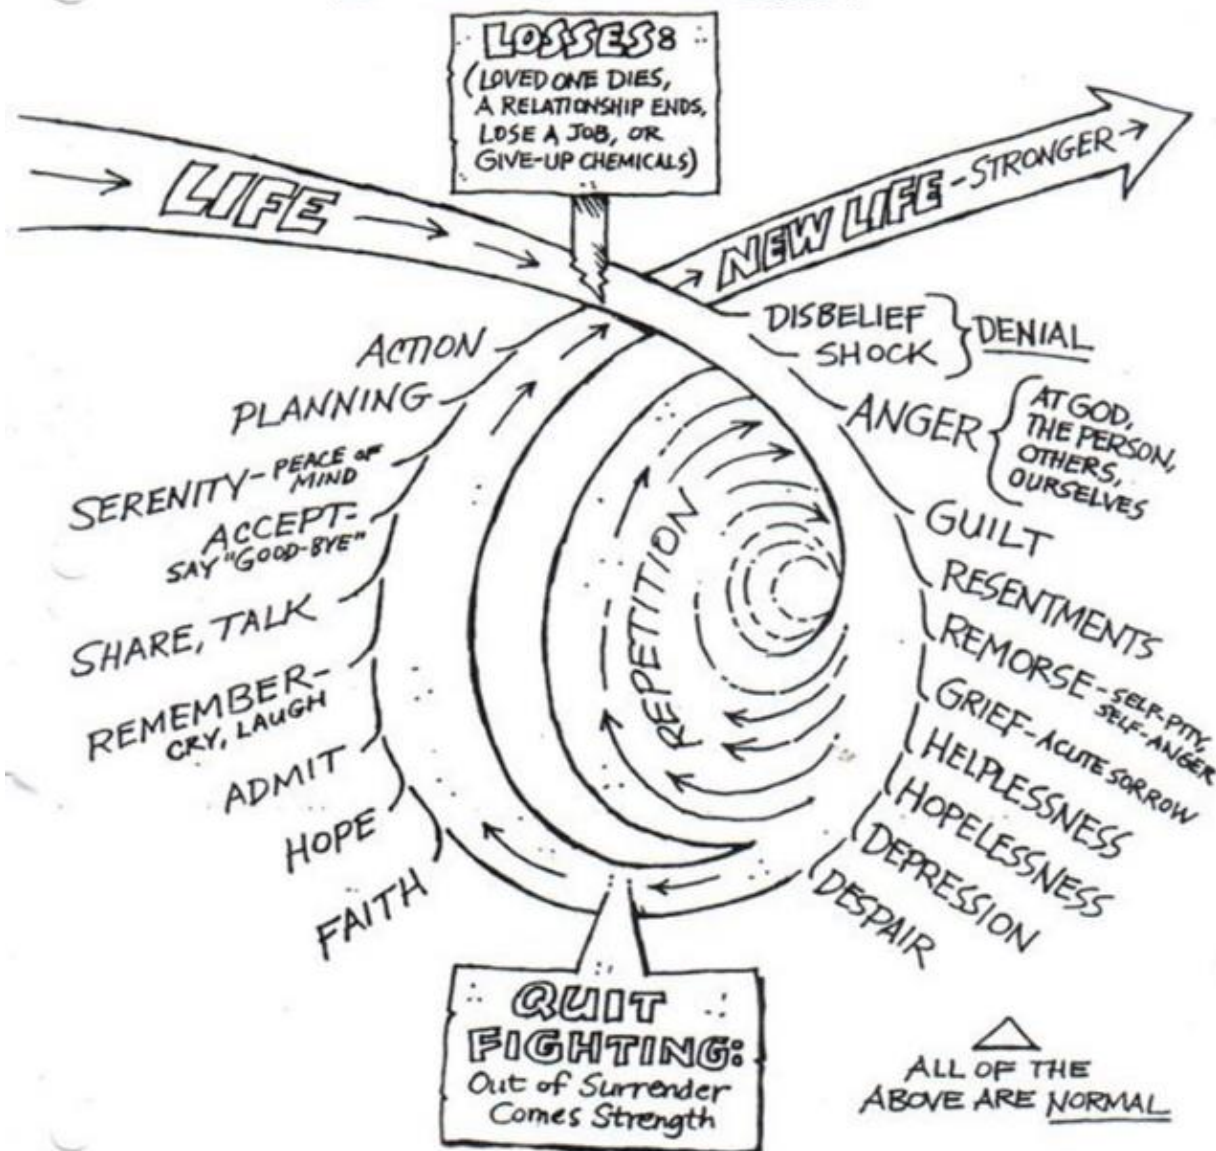 LOSSES:
(LOVED ONE DIES,
A RELATIONSHIP ENDS,
LOSE A JOB, OR
GIVE-UP CHEMICALS)
LIFE
NEW LIFE - STRONGER
DISBELIEF
SHOCK
DENIAL
ANGER
AT GOD,
THE PERSON,
OTHERS,
OURSELVES
GUILT
RESENTMENTS
REMORSE - SELF-PITY,
SELF-ANGER
GRIEF - ACUTE SORROW
HELPLESSNESS
HOPELESSNESS
DEPRESSION
DESPAIR
REPETITION
QUIT
FIGHTING:
Out of Surrender
Comes Strength
FAITH
HOPE
ADMIT
REMEMBER-
CRY, LAUGH
SHARE, TALK
ACCEPT-
SAY "GOOD-BYE"
SERENITY - PEACE OF
MIND
PLANNING
ACTION
ALL OF THE
ABOVE ARE NORMAL